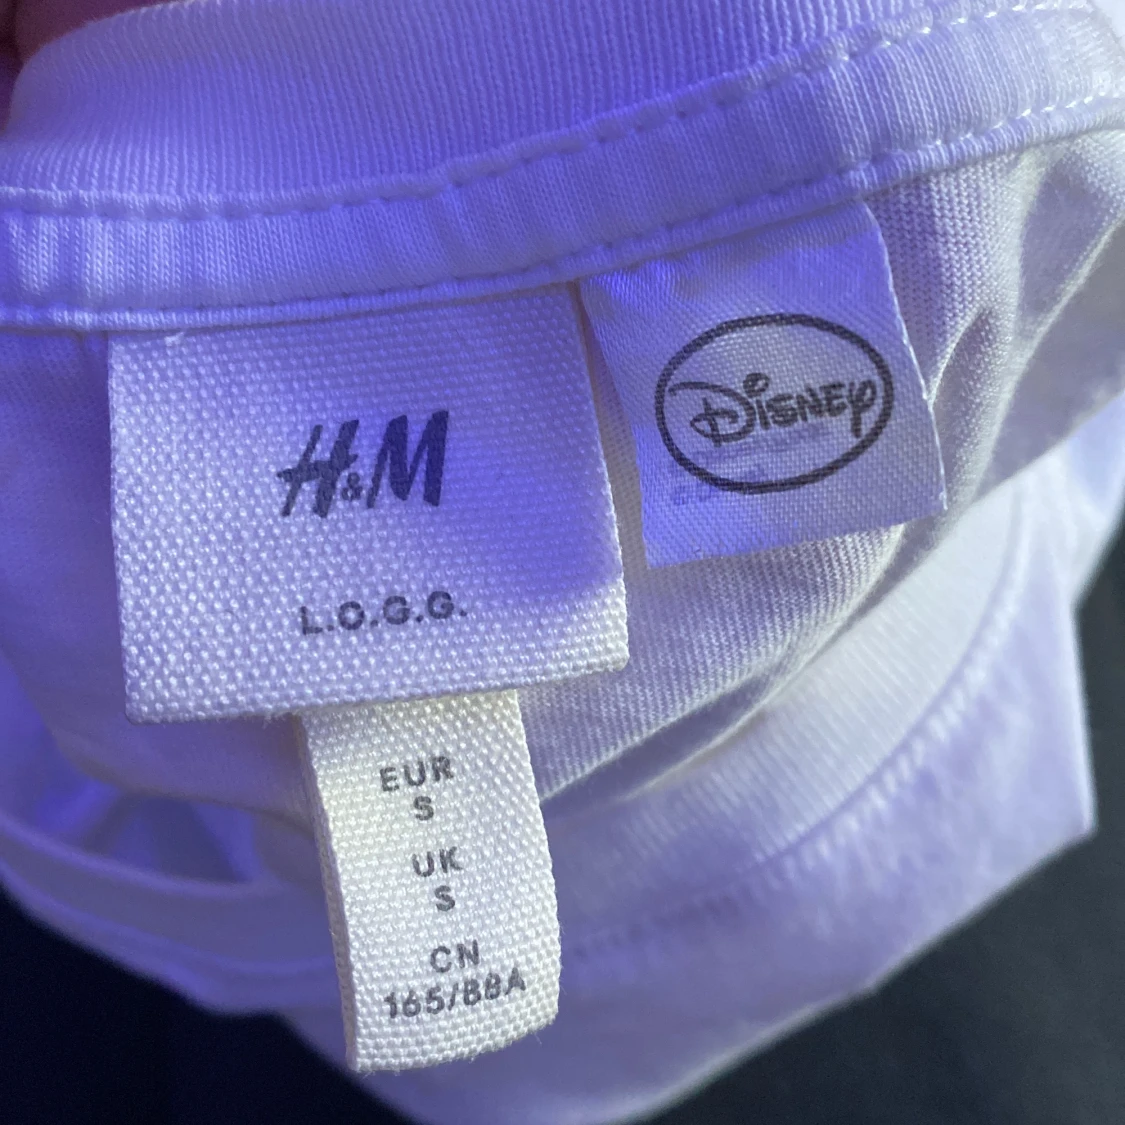 H&M
L.O.G.G.
EUR
S
UK
S
CN
165/88A
DISNEY